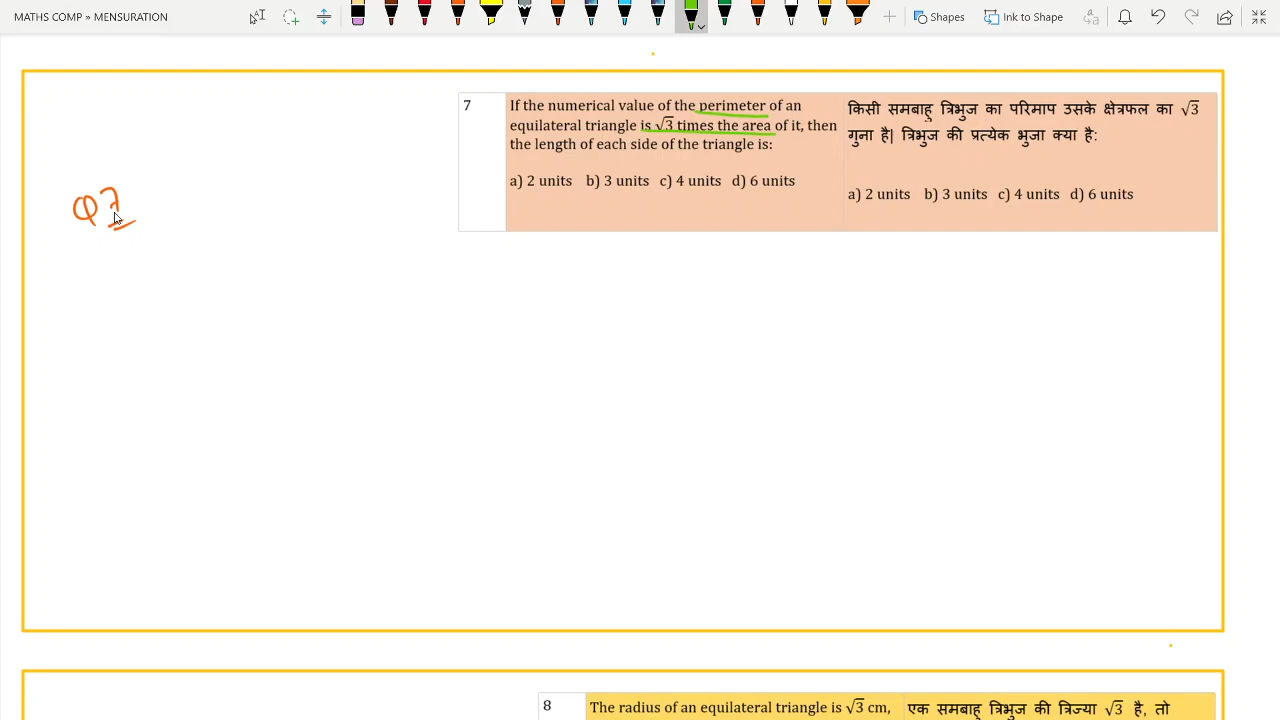 MATHS COMP » MENSURATION
Shapes
Ink to Shape
7
If the numerical value of the perimeter of an
equilateral triangle is √3 times the area of it, then
the length of each side of the triangle is:
a) 2 units b) 3 units c) 4 units d) 6 units
किसी समबाहु त्रिभुज का परिमाप उसके क्षेत्रफल का √3
गुना है| त्रिभुज की प्रत्येक भुजा क्या है:
a) 2 units b) 3 units c) 4 units d) 6 units
Q7
8
The radius of an equilateral triangle is √3 cm,
एक समबाहु त्रिभुज की त्रिज्या √3 है, तो